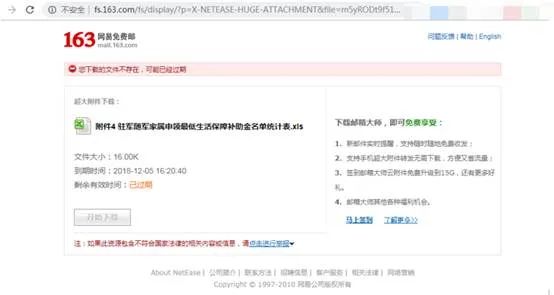 不安全 | fs.163.com/fs/display/?p=X-NETEASE-HUGE-ATTACHMENT&file=m5yRODt9f51...
163 网易免费邮
mail.163.com
问题反馈 | 帮助 | English
您下载的文件不存在，可能已经过期
超大附件下载：
附件4 驻军随军家属申领最低生活保障补助金名单统计表.xls
文件大小：16.00K
到期时间：2018-12-05 16:20:40
剩余有效时间：已过期
开始下载
下载邮箱大师，即可免费享受：
1、新邮件实时提醒，支持随时随地免费收发；
2、支持手机超大附件转发无需下载，方便又省流量；
3、签到邮箱大师云附件免费升级到15G，还有更多好
礼。
4、邮箱大师其他各种福利机会。
马上签到 了解更多>>
注：如果此资源包含不符合国家法律的相关内容或信息，请点击进行举报
About NetEase | 公司简介 | 联系方法 | 招聘信息 | 客户服务 | 相关法律 | 网络营销
Copyright © 1997-2010 网易公司版权所有